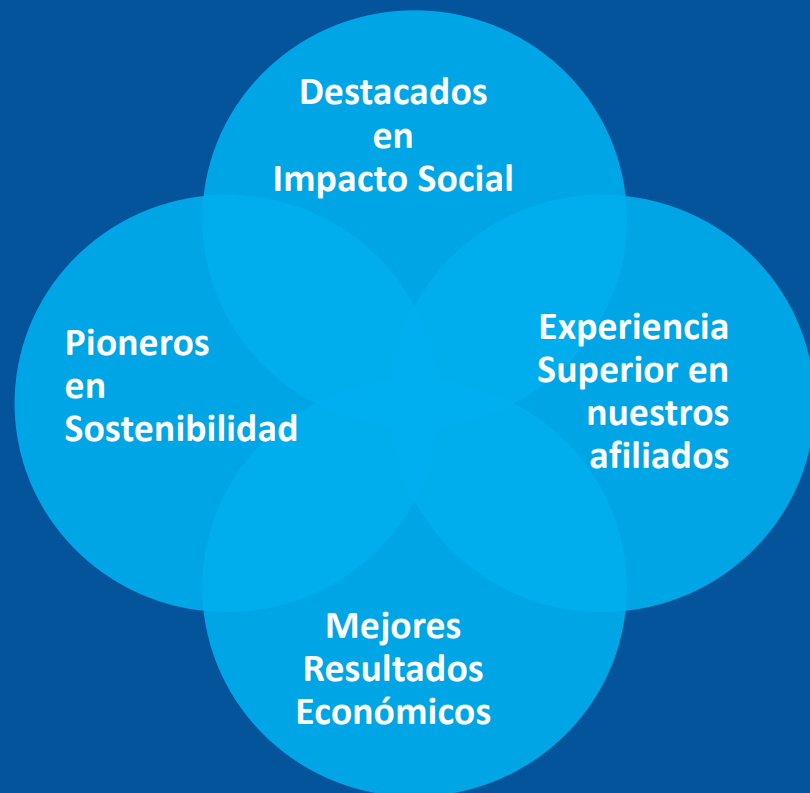 Destacados
en
Impacto Social
Pioneros
en
Sostenibilidad
Experiencia
Superior en
nuestros
afiliados
Mejores
Resultados
Económicos